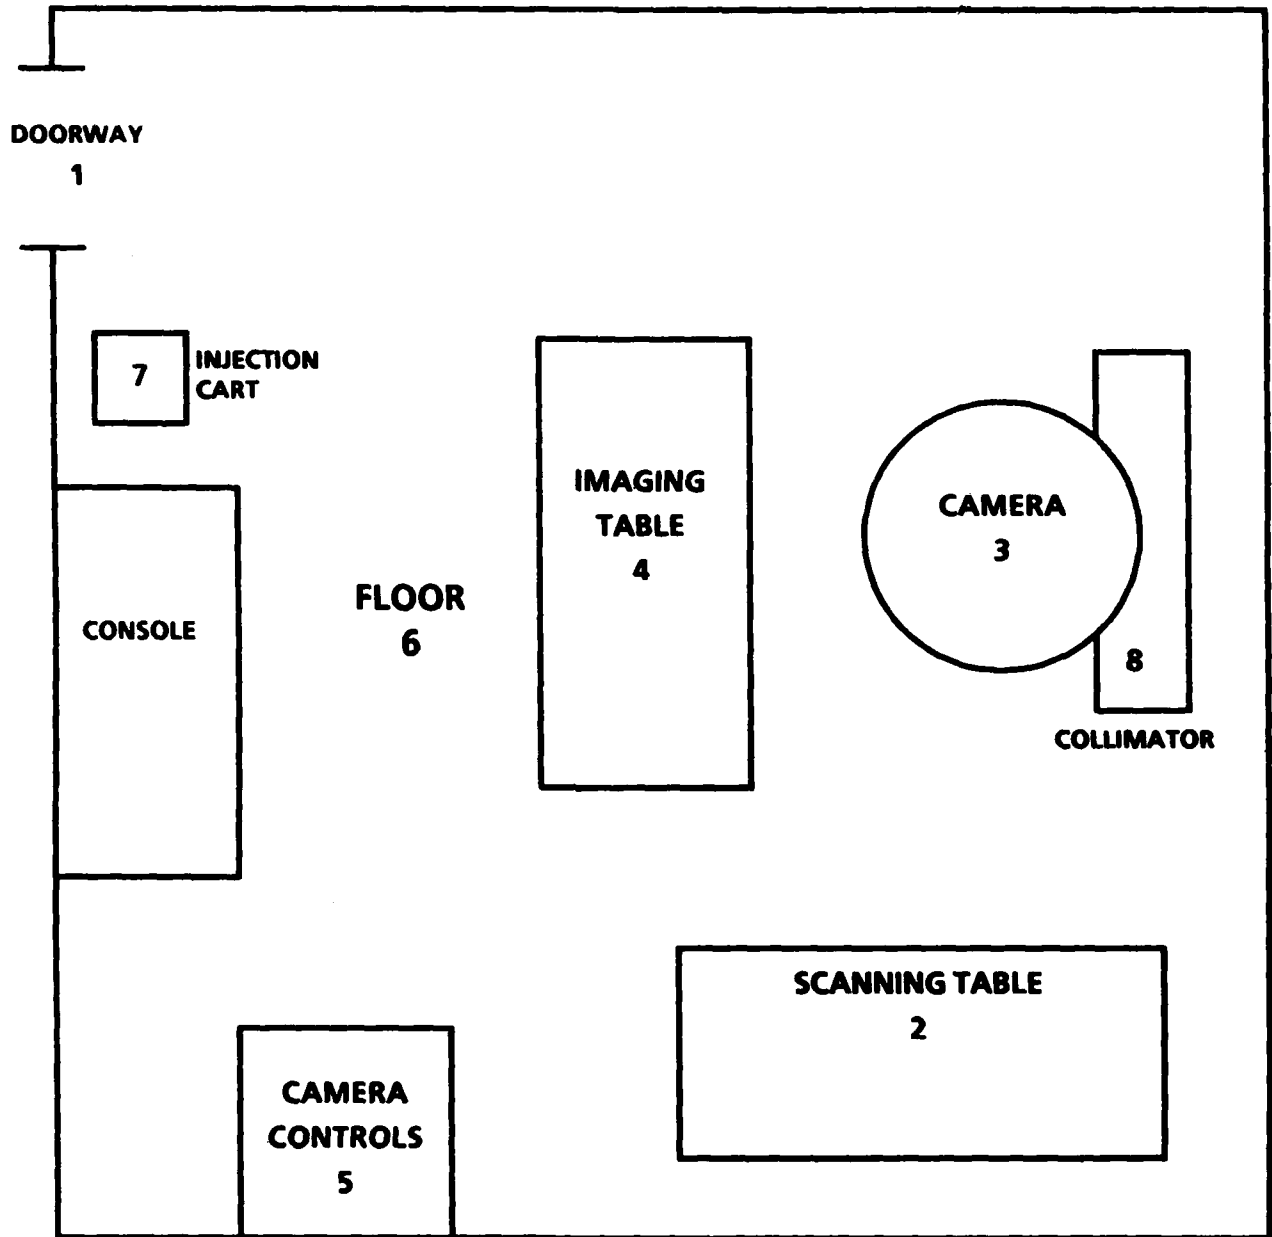 DOORWAY
1
7
INJECTION
CART
IMAGING
TABLE
4
CAMERA
3
8
COLLIMATOR
FLOOR
6
CONSOLE
SCANNING TABLE
2
CAMERA
CONTROLS
5